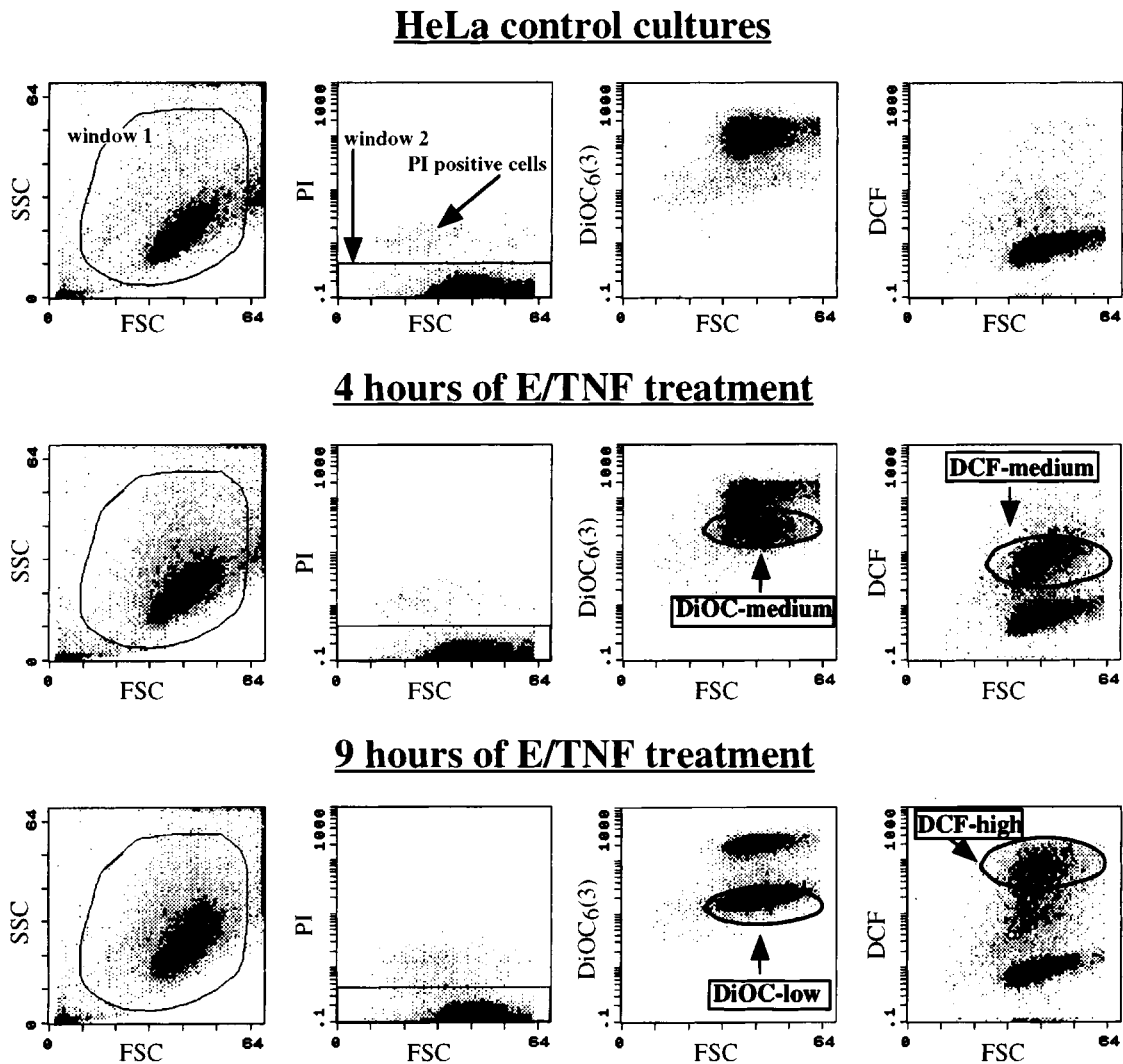 HeLa control cultures
SSC
64
0
window 1
0
FSC
64
PI
1000
.1
window 2
PI positive cells
0
FSC
64
DiOC6(3)
1000
.1
0
FSC
64
DCF
1000
.1
0
FSC
64
4 hours of E/TNF treatment
SSC
64
0
0
FSC
64
PI
1000
.1
0
FSC
64
DiOC6(3)
1000
.1
DiOC-medium
0
FSC
64
DCF
1000
.1
DCF-medium
0
FSC
64
9 hours of E/TNF treatment
SSC
64
0
0
FSC
64
PI
1000
.1
0
FSC
64
DiOC6(3)
1000
.1
DiOC-low
0
FSC
64
DCF
1000
.1
DCF-high
0
FSC
64